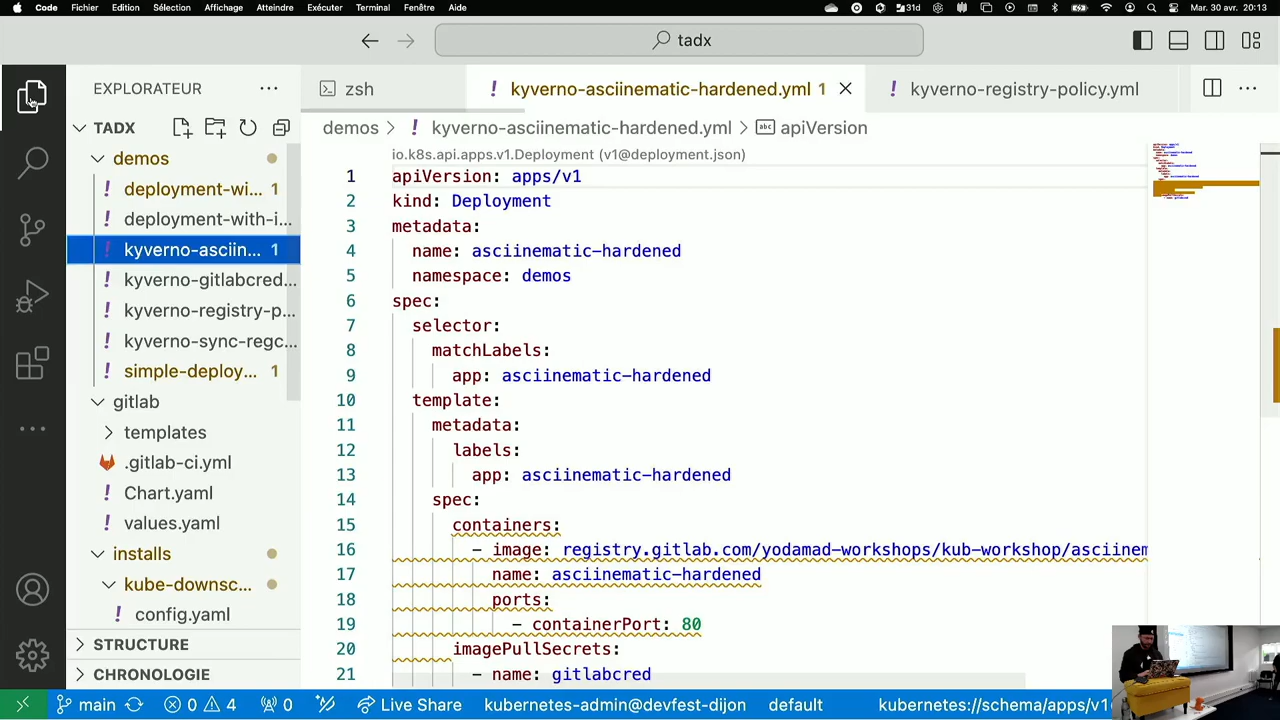 Code Fichier Edition Sélection Affichage Atteindre Exécuter Terminal Fenêtre Aide 31d Mar. 30 avr. 20:13
tadx
EXPLORATEUR
zsh
kyverno-asciinematic-hardened.yml 1
kyverno-registry-policy.yml
TADX
demos > kyverno-asciinematic-hardened.yml > apiVersion
demos
deployment-wi... 1
deployment-with-i...
kyverno-asciin... 1
kyverno-gitlabcred...
kyverno-registry-p...
kyverno-sync-regc...
simple-deploy... 1
gitlab
templates
.gitlab-ci.yml
Chart.yaml
values.yaml
installs
kube-downsc...
config.yaml
STRUCTURE
CHRONOLOGIE
io.k8s.api.apps.v1.Deployment (v1@deployment.json)
1 apiVersion: apps/v1
2 kind: Deployment
3 metadata:
4 name: asciinematic-hardened
5 namespace: demos
6 spec:
7 selector:
8 matchLabels:
9 app: asciinematic-hardened
10 template:
11 metadata:
12 labels:
13 app: asciinematic-hardened
14 spec:
15 containers:
16 - image: registry.gitlab.com/yodamad-workshops/kub-workshop/asciinem
17 name: asciinematic-hardened
18 ports:
19 - containerPort: 80
20 imagePullSecrets:
21 - name: gitlabcred
main 0 4 0 Live Share kubernetes-admin@devfest-dijon default kubernetes://schema/apps/v1